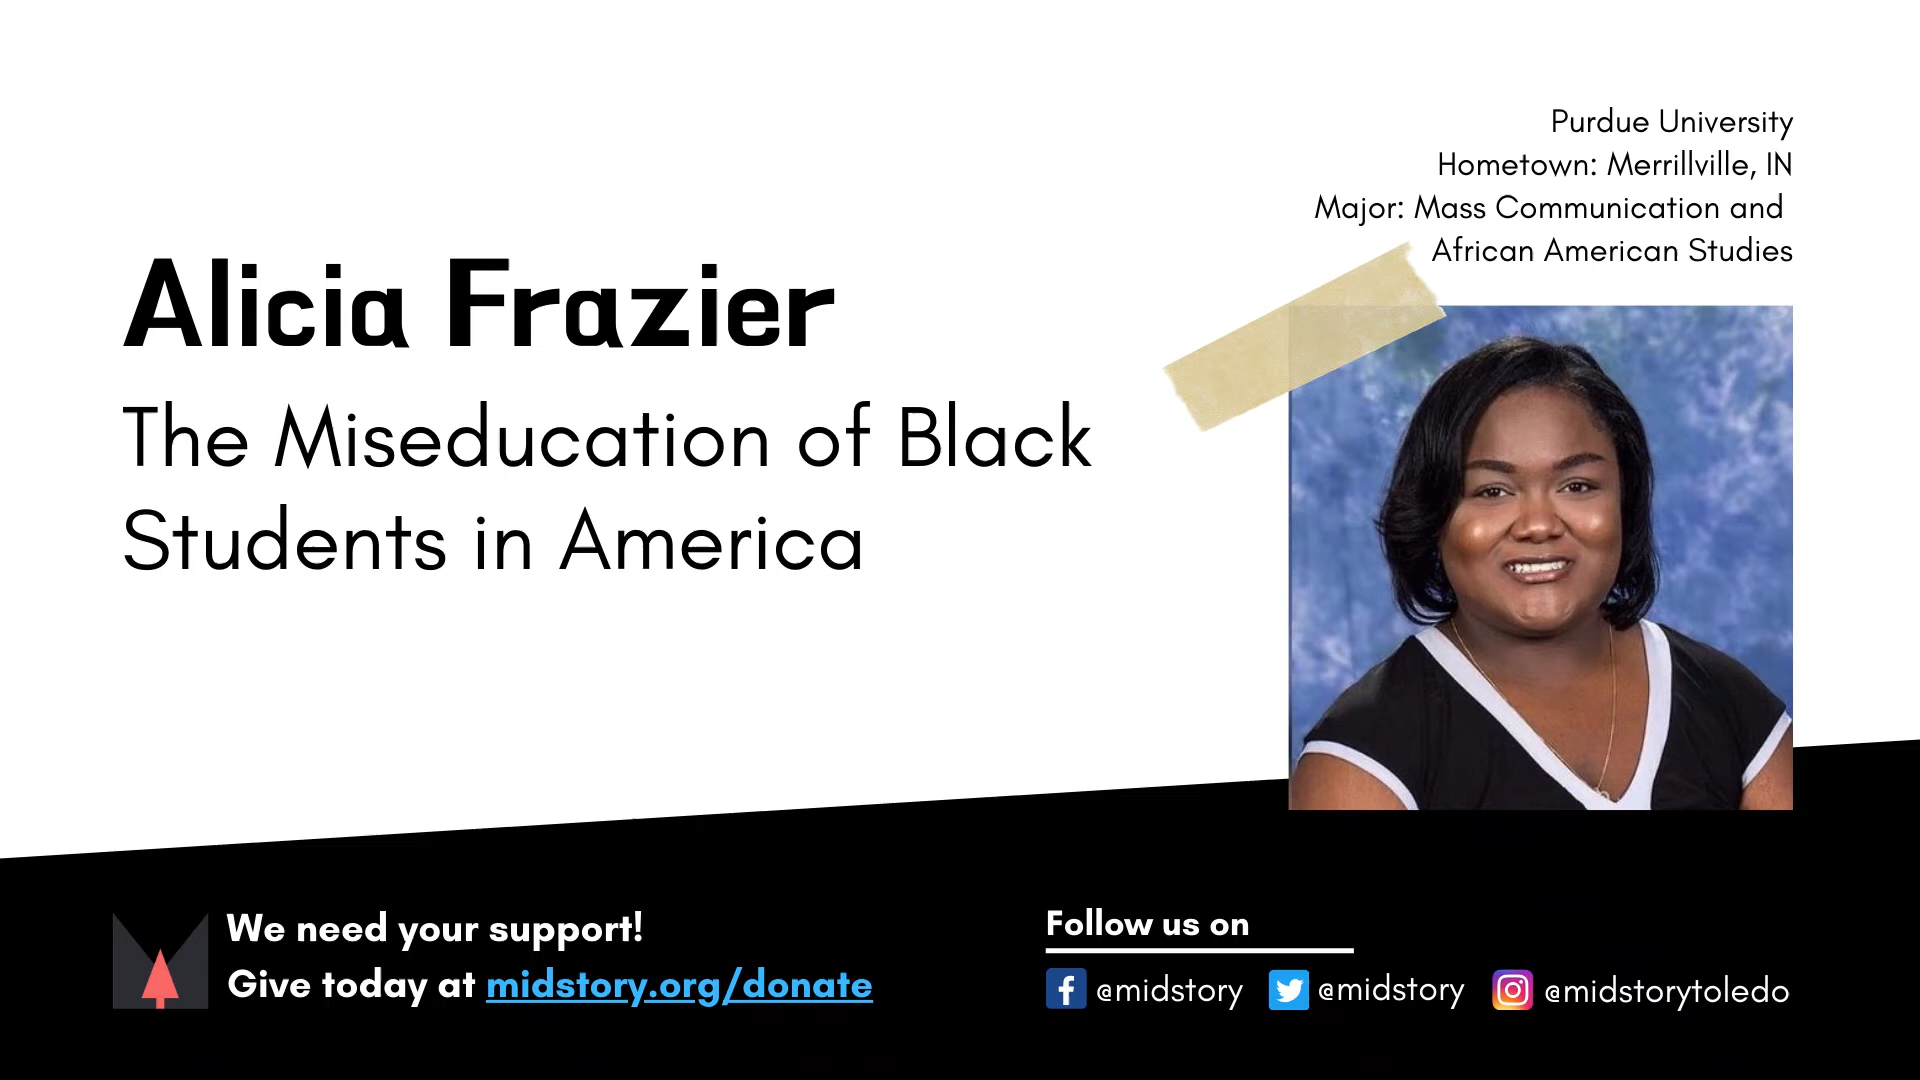 Purdue University
Hometown: Merrillville, IN
Major: Mass Communication and
African American Studies
Alicia Frazier
The Miseducation of Black
Students in America
We need your support!
Give today at midstory.org/donate
Follow us on
@midstory @midstory @midstorytoledo